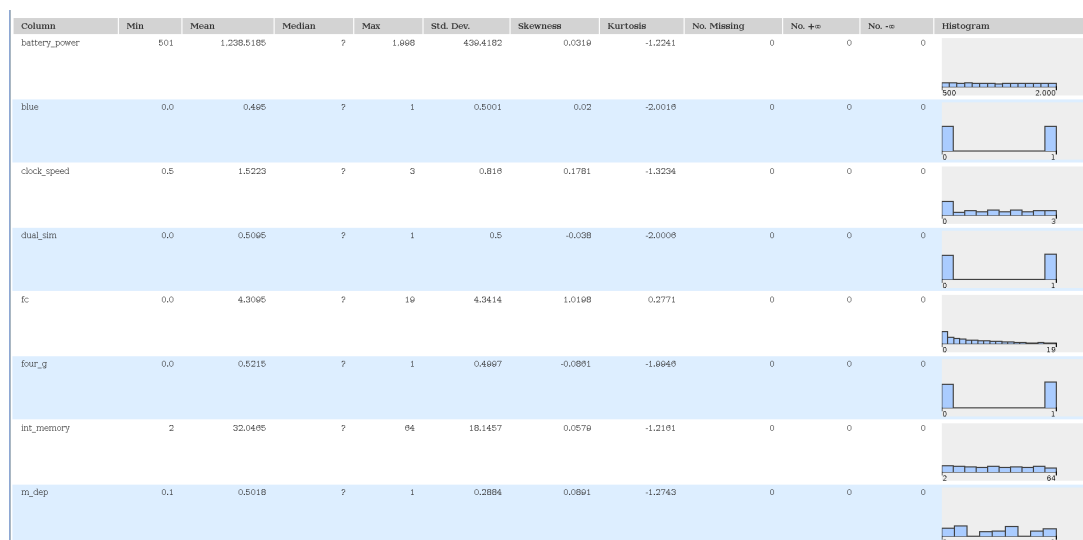 Column Min Mean Median Max Std. Dev. Skewness Kurtosis No. Missing No. +∞ No. -∞ Histogram
battery_power 501 1.238.5185 ? 1.998 439.4182 0.0319 -1.2241 0 0 0
500 2.000
blue 0.0 0.495 ? 1 0.5001 0.02 -2.0016 0 0 0
0 1
clock_speed 0.5 1.5223 ? 3 0.816 0.1781 -1.3234 0 0 0
0 3
dual_sim 0.0 0.5095 ? 1 0.5 -0.038 -2.0006 0 0 0
0 1
fc 0.0 4.3095 ? 19 4.3414 1.0198 0.2771 0 0 0
0 19
four_g 0.0 0.5215 ? 1 0.4997 -0.0861 -1.9946 0 0 0
0 1
int_memory 2 32.0465 ? 64 18.1457 0.0579 -1.2161 0 0 0
2 64
m_dep 0.1 0.5018 ? 1 0.2884 0.0891 -1.2743 0 0 0